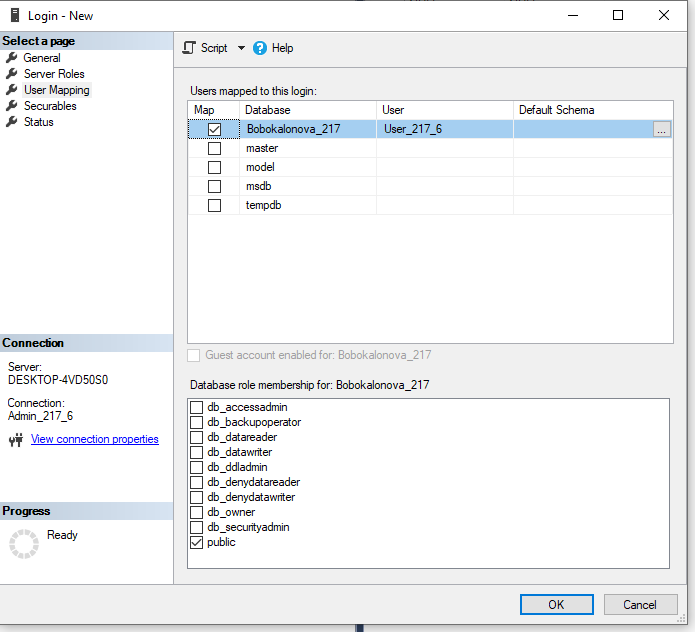 Login - New
Select a page
General
Server Roles
User Mapping
Securables
Status
Script
Help
Users mapped to this login:
Map Database User Default Schema
Bobokalonova_217 User_217_6 ...
master
model
msdb
tempdb
Guest account enabled for: Bobokalonova_217
Database role membership for: Bobokalonova_217
db_accessadmin
db_backupoperator
db_datareader
db_datawriter
db_ddladmin
db_denydatareader
db_denydatawriter
db_owner
db_securityadmin
public
Connection
Server:
DESKTOP-4VD50S0
Connection:
Admin_217_6
View connection properties
Progress
Ready
OK Cancel